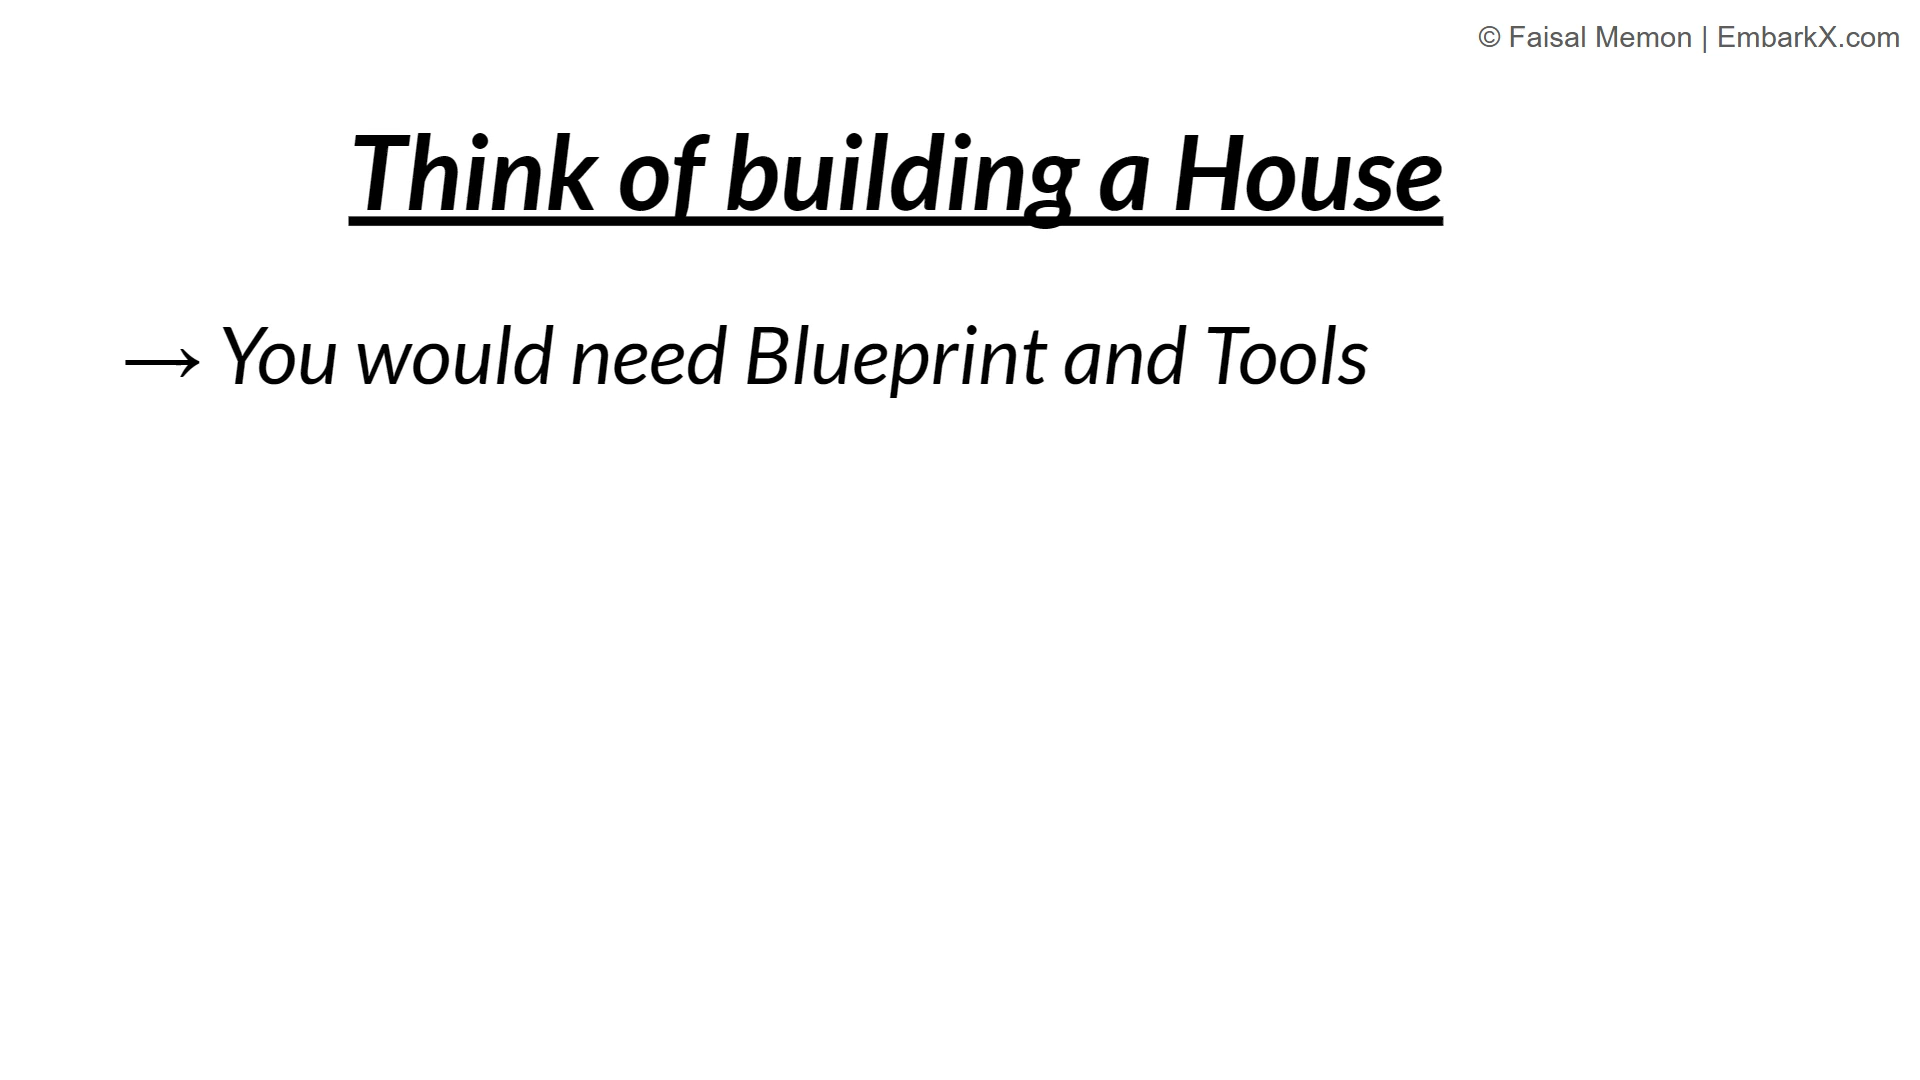 © Faisal Memon | EmbarkX.com
Think of building a House
→ You would need Blueprint and Tools